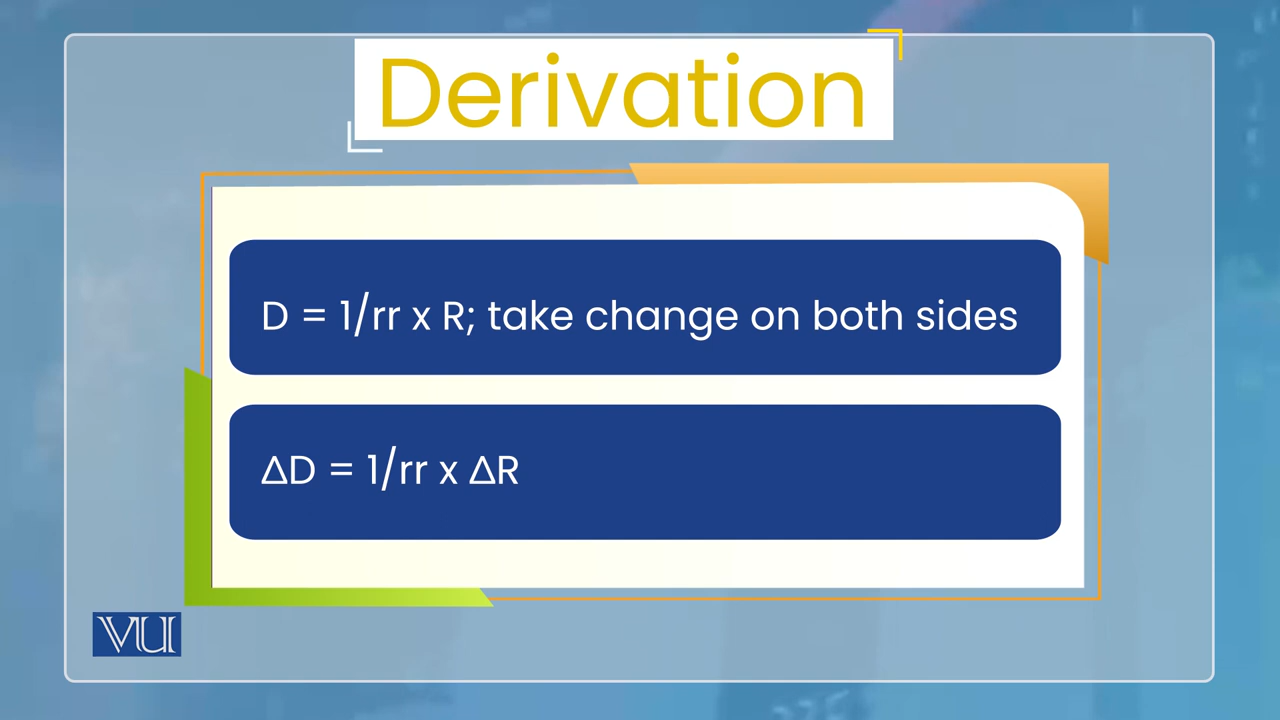 Derivation
D = 1/rr x R; take change on both sides
ΔD = 1/rr x ΔR
VU